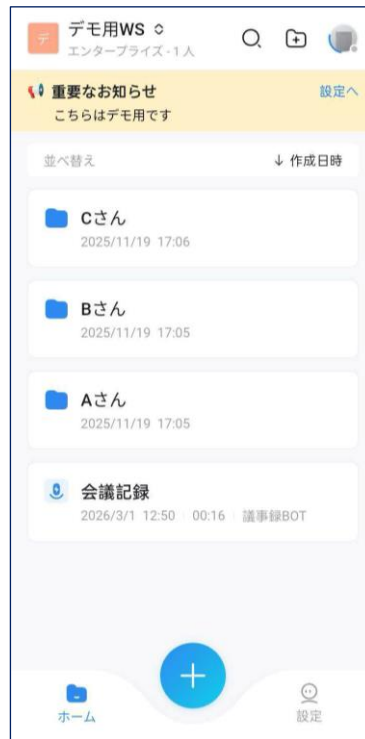 デ
デモ用WS
エンタープライズ - 1 人
重要なお知らせ
設定へ
こちらはデモ用です
並べ替え
↓ 作成日時
Cさん
2025/11/19 17:06
Bさん
2025/11/19 17:05
Aさん
2025/11/19 17:05
会議記録
2026/3/1 12:50 00:16 議事録BOT
ホーム
設定